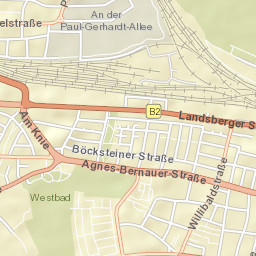 An der
Paul-Gerhardt-Allee
elstraße
B2
Landsberger S
Am Knie
Böcksteiner Straße
Agnes-Bernauer-Straße
Westbad
Willibaldstraße